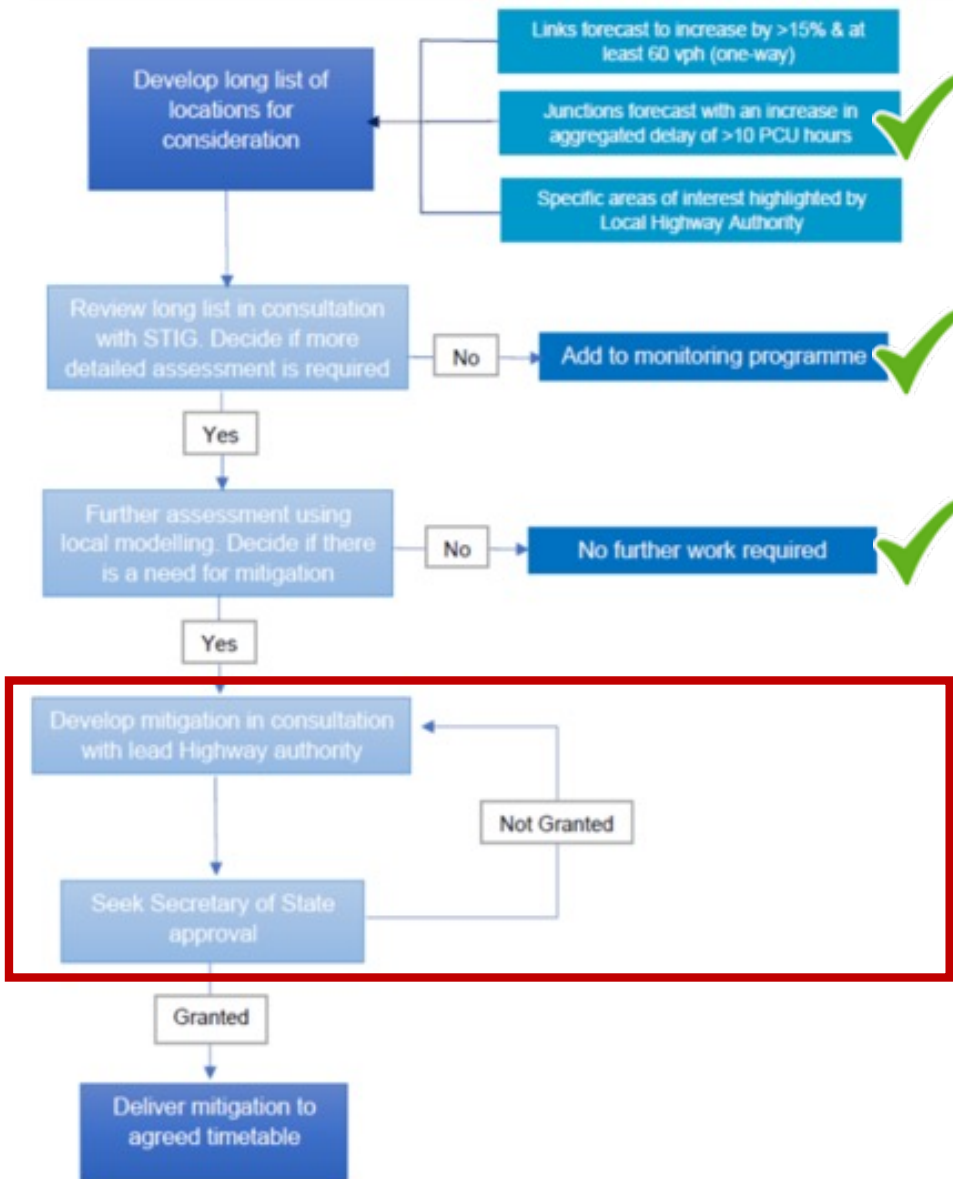 Develop long list of
locations for
consideration
Links forecast to increase by >15% & at
least 60 vph (one-way)
Junctions forecast with an increase in
aggregated delay of >10 PCU hours
Specific areas of interest highlighted by
Local Highway Authority
Review long list in consultation
with STIG. Decide if more
detailed assessment is required
No
Add to monitoring programme
Yes
Further assessment using
local modelling. Decide if there
is a need for mitigation
No
No further work required
Yes
Develop mitigation in consultation
with lead Highway authority
Not Granted
Seek Secretary of State
approval
Granted
Deliver mitigation to
agreed timetable